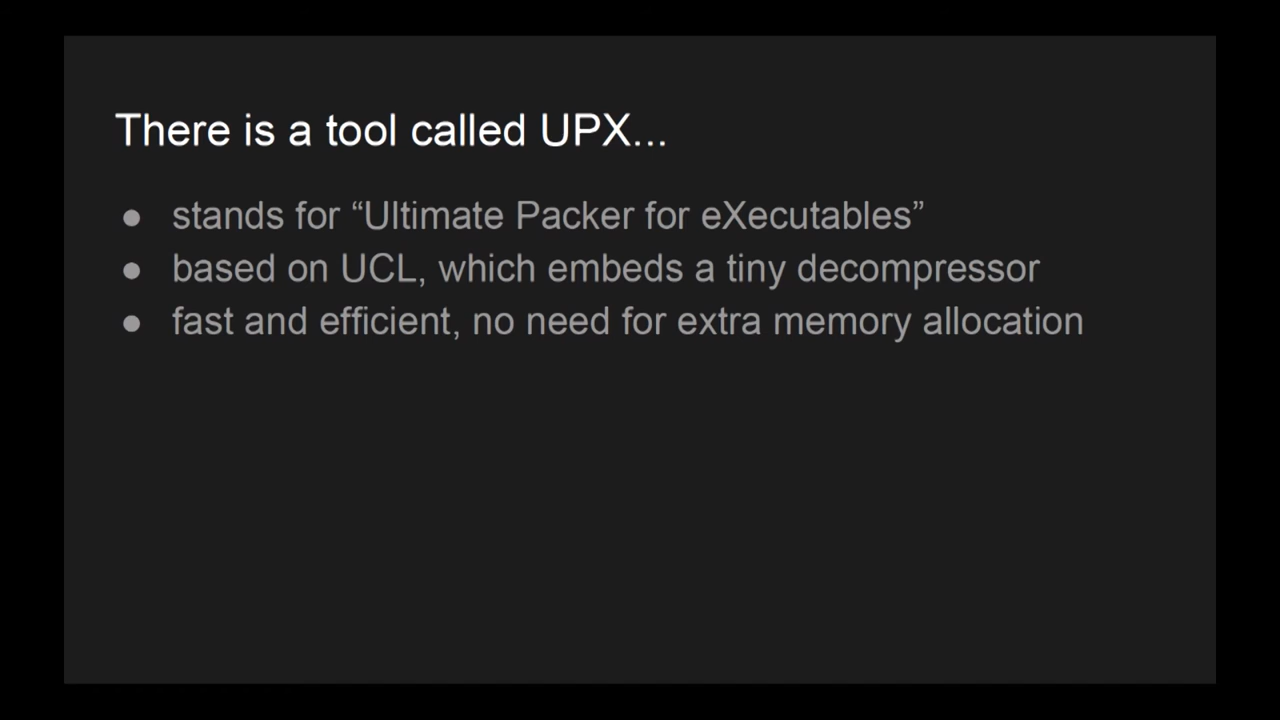 There is a tool called UPX...
● stands for “Ultimate Packer for eXecutables”
● based on UCL, which embeds a tiny decompressor
● fast and efficient, no need for extra memory allocation